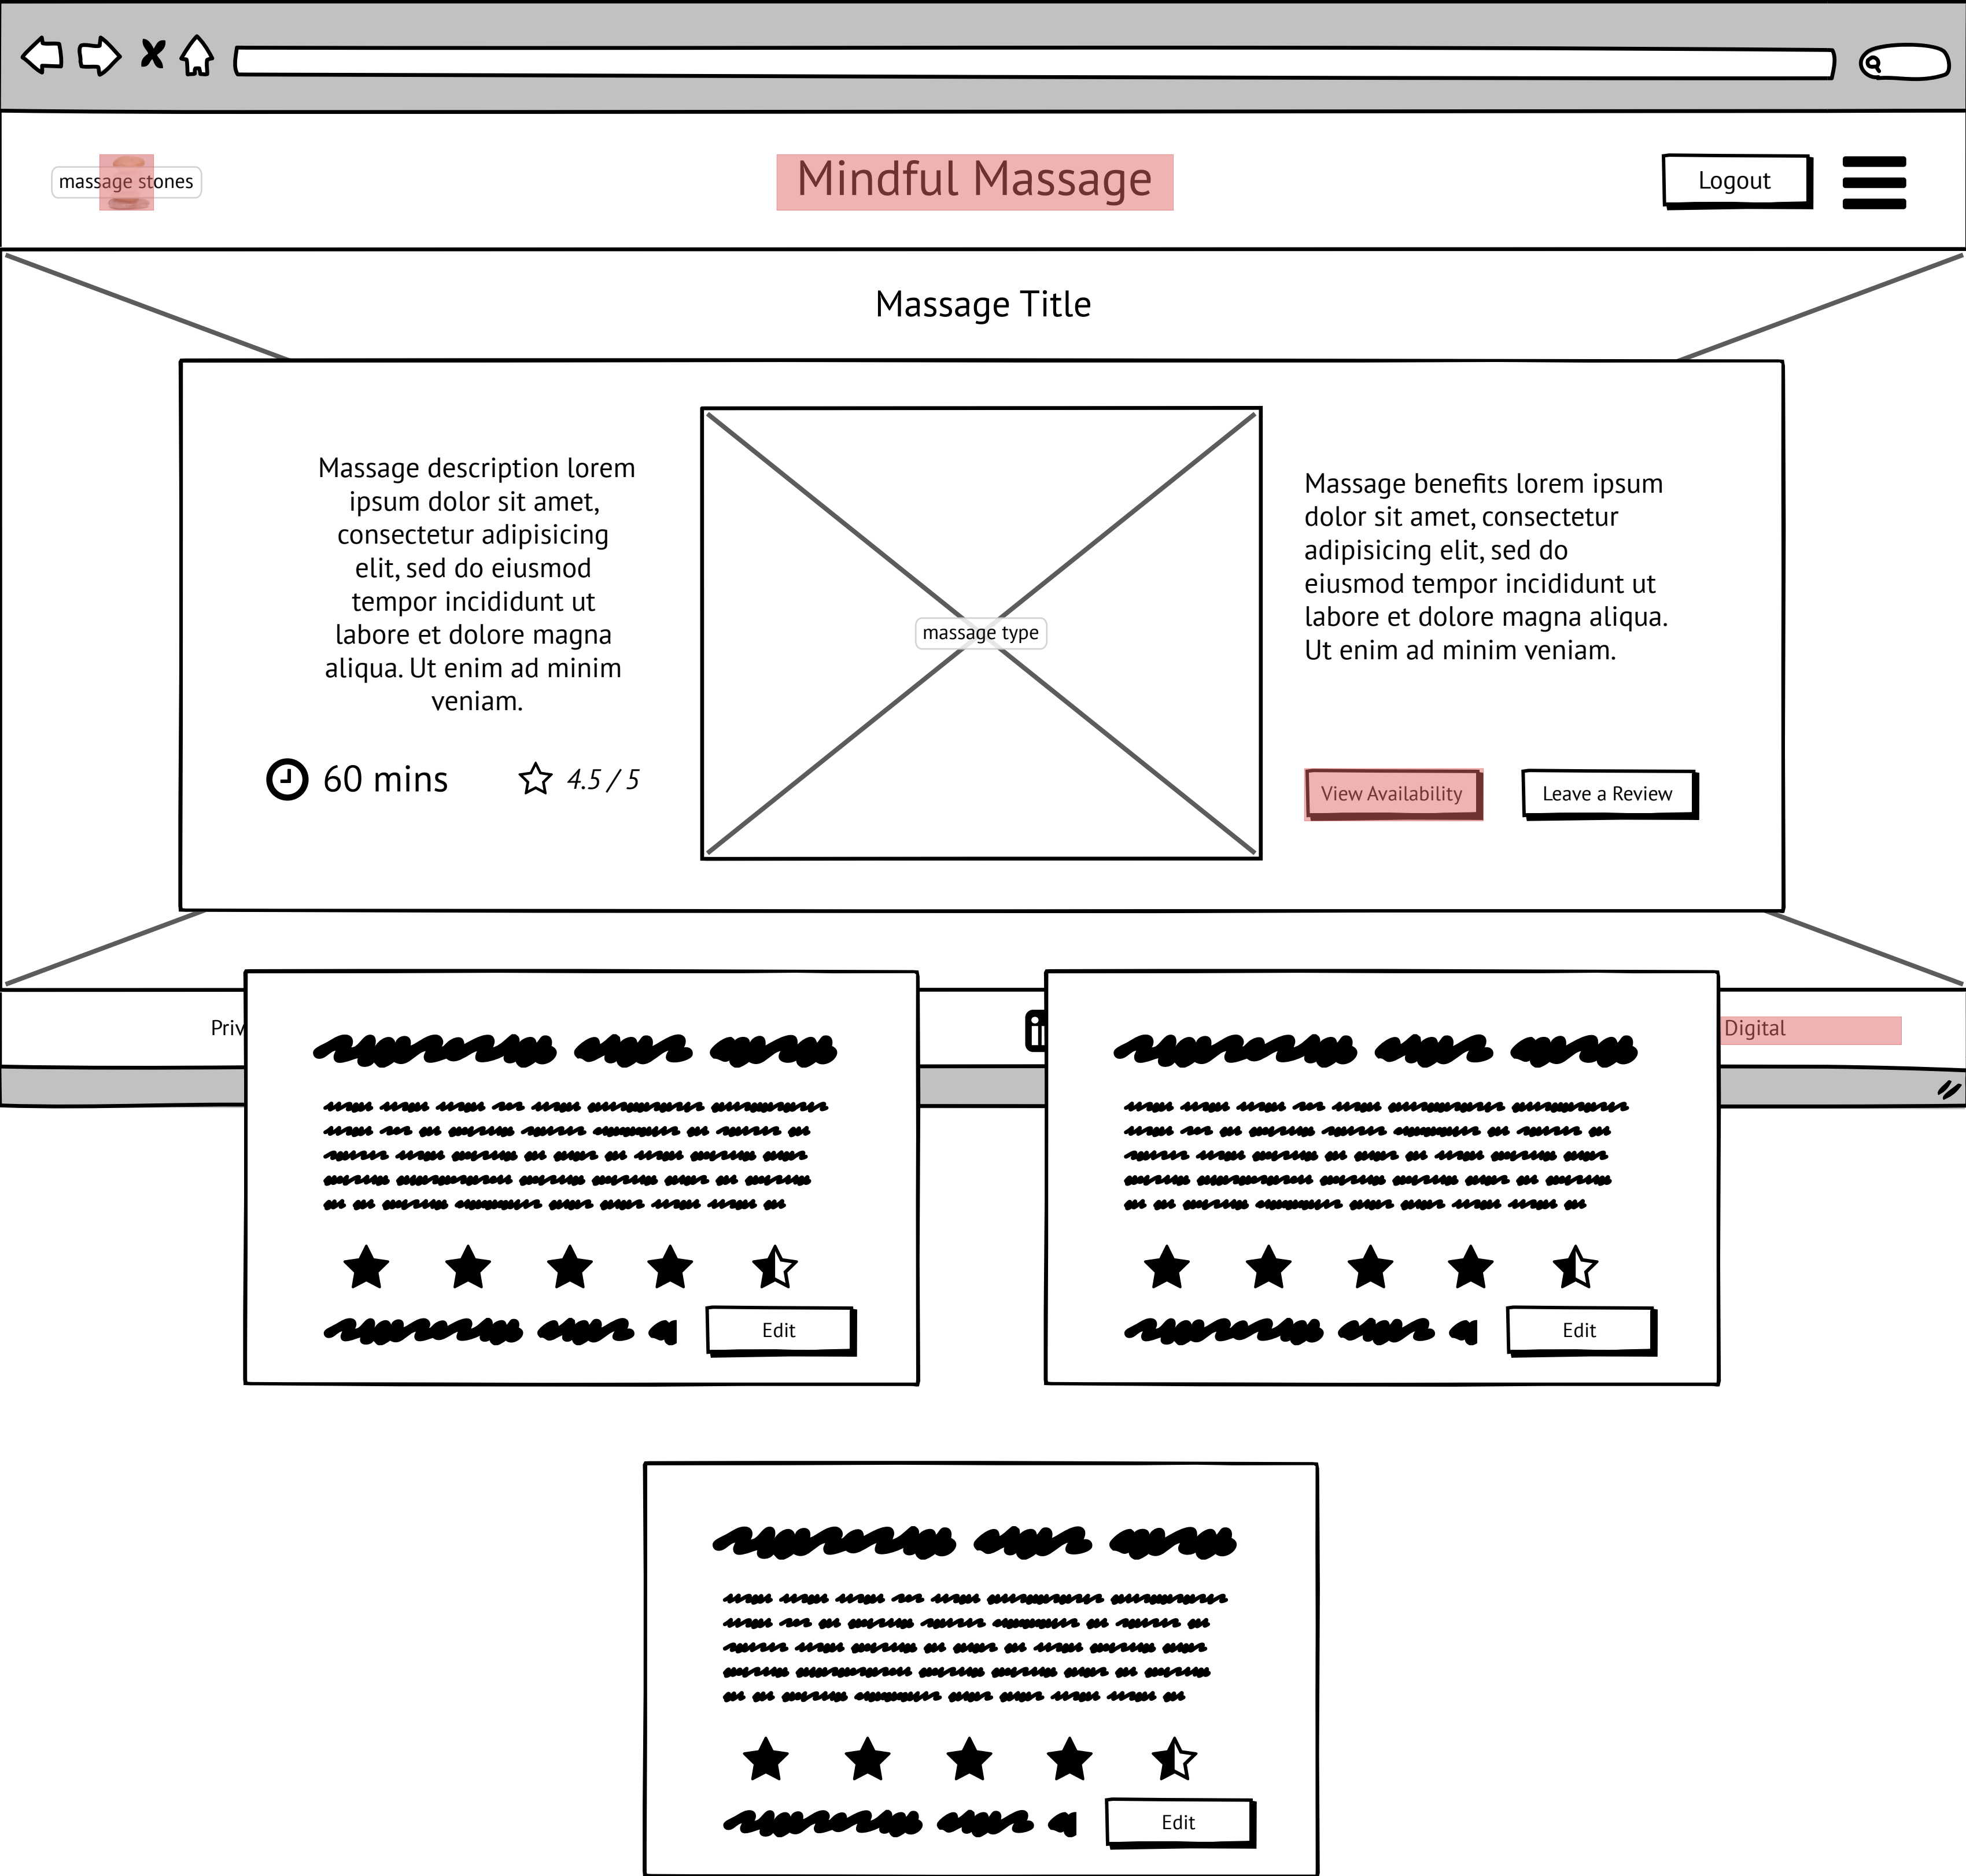 massage stones
Mindful Massage
Logout
Massage Title
Massage description lorem
ipsum dolor sit amet,
consectetur adipisicing
elit, sed do eiusmod
tempor incididunt ut
labore et dolore magna
aliqua. Ut enim ad minim
veniam.
60 mins
4.5 / 5
massage type
Massage benefits lorem ipsum
dolor sit amet, consectetur
adipisicing elit, sed do
eiusmod tempor incididunt ut
labore et dolore magna aliqua.
Ut enim ad minim veniam.
View Availability
Leave a Review
Priv
Digital
Edit
Edit
Edit